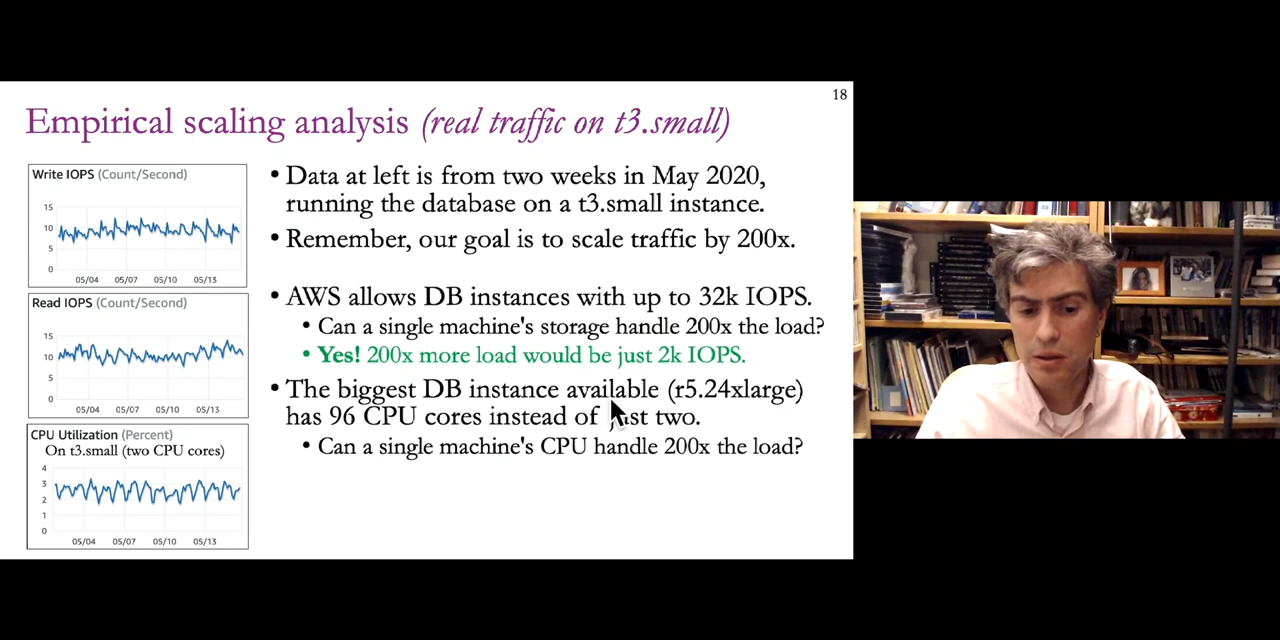 18
Empirical scaling analysis (real traffic on t3.small)
Write IOPS (Count/Second)
15
10
5
0
05/04 05/07 05/10 05/13
Read IOPS (Count/Second)
15
10
5
0
05/04 05/07 05/10 05/13
CPU Utilization (Percent)
On t3.small (two CPU cores)
4
3
2
1
0
05/04 05/07 05/10 05/13
• Data at left is from two weeks in May 2020,
running the database on a t3.small instance.
• Remember, our goal is to scale traffic by 200x.
• AWS allows DB instances with up to 32k IOPS.
• Can a single machine's storage handle 200x the load?
• Yes! 200x more load would be just 2k IOPS.
• The biggest DB instance available (r5.24xlarge)
has 96 CPU cores instead of just two.
• Can a single machine's CPU handle 200x the load?